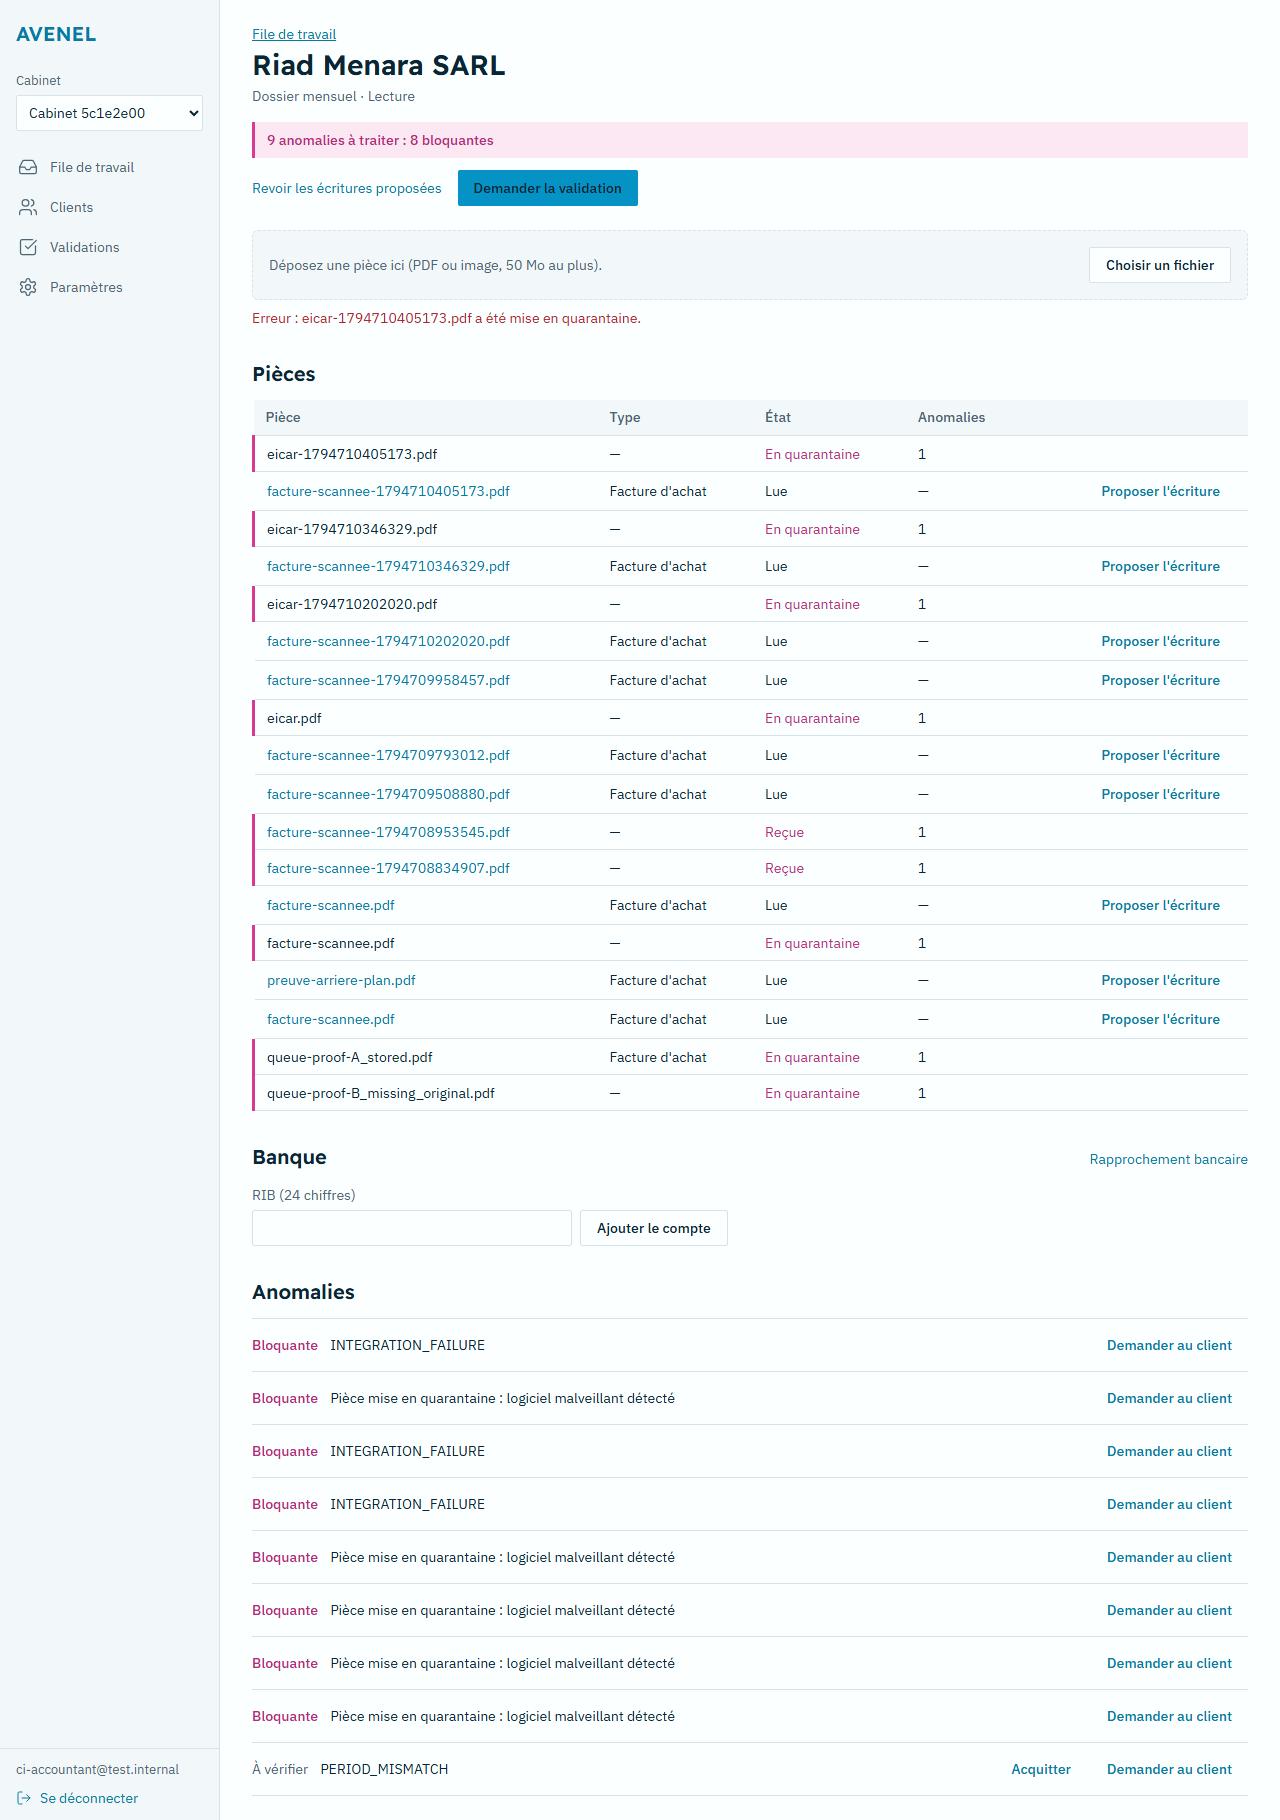 AVENEL
Cabinet
Cabinet 5c1e2e00
File de travail
Clients
Validations
Paramètres
ci-accountant@test.internal
Se déconnecter
File de travail
Riad Menara SARL
Dossier mensuel · Lecture
9 anomalies à traiter : 8 bloquantes
Revoir les écritures proposées Demander la validation
Déposez une pièce ici (PDF ou image, 50 Mo au plus). Choisir un fichier
Erreur : eicar-1794710405173.pdf a été mise en quarantaine.
Pièces
Pièce Type État Anomalies
eicar-1794710405173.pdf — En quarantaine 1
facture-scannee-1794710405173.pdf Facture d'achat Lue — Proposer l'écriture
eicar-1794710346329.pdf — En quarantaine 1
facture-scannee-1794710346329.pdf Facture d'achat Lue — Proposer l'écriture
eicar-1794710202020.pdf — En quarantaine 1
facture-scannee-1794710202020.pdf Facture d'achat Lue — Proposer l'écriture
facture-scannee-1794709958457.pdf Facture d'achat Lue — Proposer l'écriture
eicar.pdf — En quarantaine 1
facture-scannee-1794709793012.pdf Facture d'achat Lue — Proposer l'écriture
facture-scannee-1794709508880.pdf Facture d'achat Lue — Proposer l'écriture
facture-scannee-1794708953545.pdf — Reçue 1
facture-scannee-1794708834907.pdf — Reçue 1
facture-scannee.pdf Facture d'achat Lue — Proposer l'écriture
facture-scannee.pdf — En quarantaine 1
preuve-arriere-plan.pdf Facture d'achat Lue — Proposer l'écriture
facture-scannee.pdf Facture d'achat Lue — Proposer l'écriture
queue-proof-A_stored.pdf Facture d'achat En quarantaine 1
queue-proof-B_missing_original.pdf — En quarantaine 1
Banque Rapprochement bancaire
RIB (24 chiffres)
Ajouter le compte
Anomalies
Bloquante INTEGRATION_FAILURE Demander au client
Bloquante Pièce mise en quarantaine : logiciel malveillant détecté Demander au client
Bloquante INTEGRATION_FAILURE Demander au client
Bloquante INTEGRATION_FAILURE Demander au client
Bloquante Pièce mise en quarantaine : logiciel malveillant détecté Demander au client
Bloquante Pièce mise en quarantaine : logiciel malveillant détecté Demander au client
Bloquante Pièce mise en quarantaine : logiciel malveillant détecté Demander au client
Bloquante Pièce mise en quarantaine : logiciel malveillant détecté Demander au client
À vérifier PERIOD_MISMATCH Acquitter Demander au client